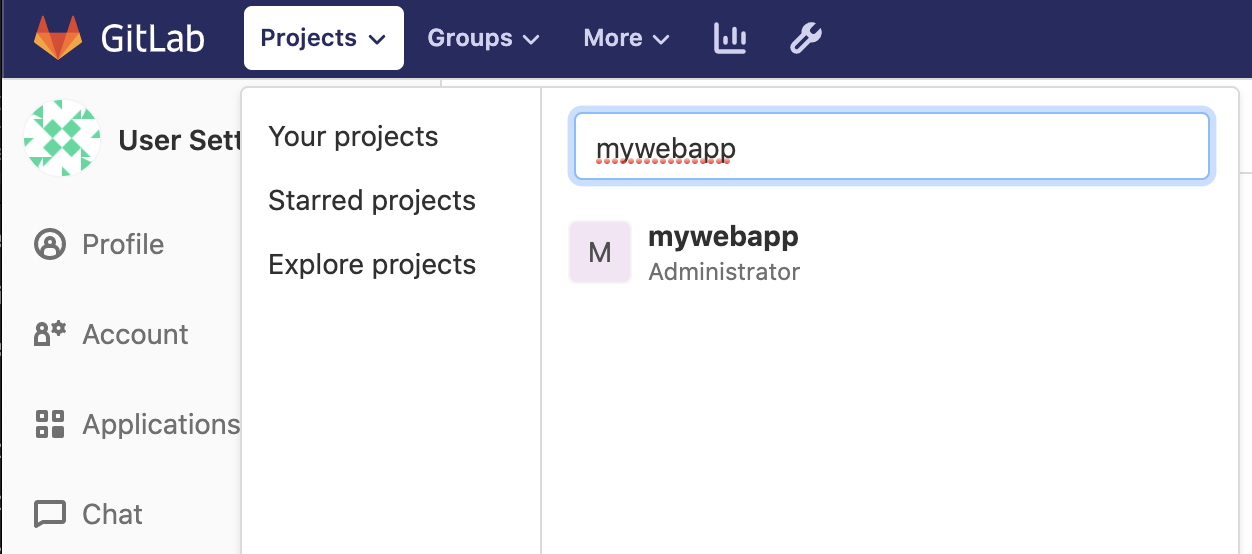 GitLab Projects Groups More
User Sett
Profile
Account
Applications
Chat
Your projects
Starred projects
Explore projects
mywebapp
M
mywebapp
Administrator